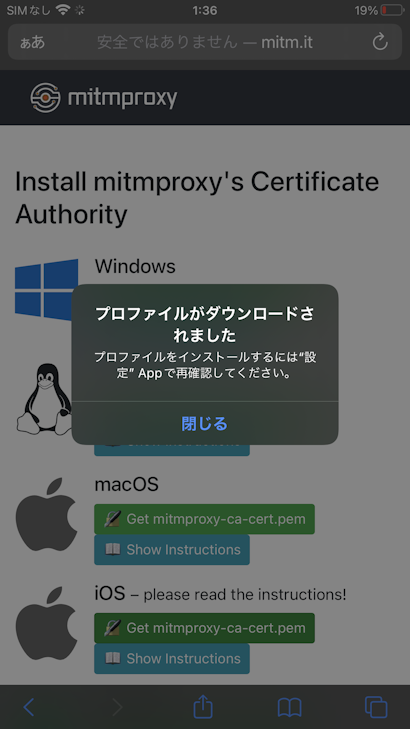 SIMなし 1:36 19%
ぁあ 安全ではありません — mitm.it
mitmproxy
Install mitmproxy's Certificate
Authority
Windows
プロファイルがダウンロードさ
れました
プロファイルをインストールするには“設
定” Appで再確認してください。
閉じる
Show Instructions
macOS
Get mitmproxy-ca-cert.pem
Show Instructions
iOS – please read the instructions!
Get mitmproxy-ca-cert.pem
Show Instructions